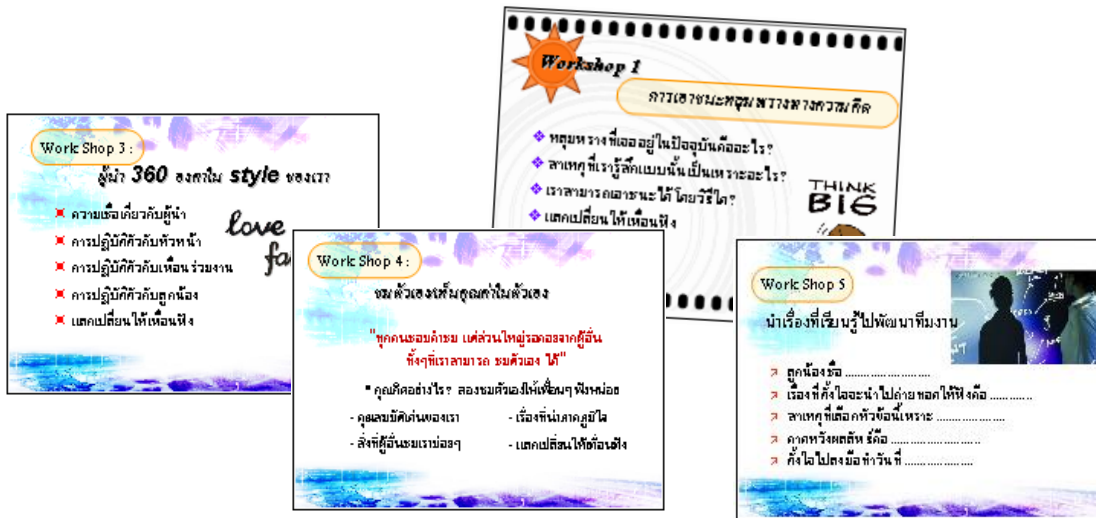 Workshop 1
การเอาชนะหลุมพรางทางความคิด
หลุมพรางที่เจออยู่ในปัจจุบันคืออะไร?
สาเหตุที่เรารู้สึกแบบนั้นเป็นเพราะอะไร?
เราสามารถเอาชนะได้โดยวิธีใด?
แลกเปลี่ยนให้เพื่อนฟัง
THINK
BIG
Work Shop 3 :
ผู้นำ 360 องศาใน style ของเรา
ความเชื่อเกี่ยวกับผู้นำ
การปฏิบัติตัวกับหัวหน้า
การปฏิบัติตัวกับเพื่อนร่วมงาน
การปฏิบัติตัวกับลูกน้อง
แลกเปลี่ยนให้เพื่อนฟัง
love
fa
Work Shop 4 :
ชมตัวเองเห็นคุณค่าในตัวเอง
"ทุกคนชอบคำชม แต่ส่วนใหญ่รอคอยจากผู้อื่น
ทั้งๆที่เราสามารถ ชมตัวเอง ได้"
* คุณคิดอย่างไร? ลองชมตัวเองให้เพื่อนๆฟังหน่อย
- คุณสมบัติเด่นของเรา - เรื่องที่น่าภาคภูมิใจ
- สิ่งที่ผู้อื่นชมเราบ่อยๆ - แลกเปลี่ยนให้เพื่อนฟัง
Work Shop 5
นำเรื่องที่เรียนรู้ไปพัฒนาทีมงาน
ลูกน้องชื่อ ..........................
เรื่องที่ตั้งใจจะนำไปถ่ายทอดให้ฟังคือ ............
สาเหตุที่เลือกหัวข้อนี้เพราะ .....................
คาดหวังผลลัพธ์คือ ...........................
ตั้งใจไปลงมือทำวันที่ .....................